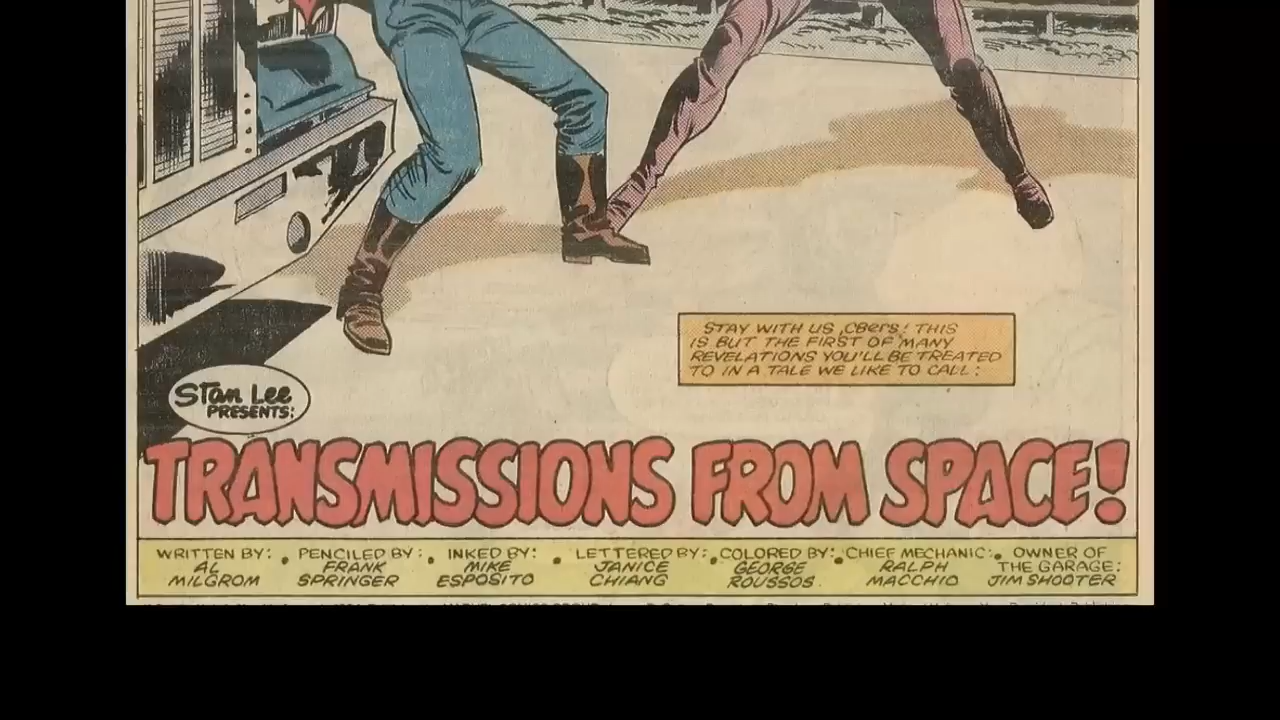 STAY WITH US, CBers! THIS
IS BUT THE FIRST OF MANY
REVELATIONS YOU'LL BE TREATED
TO IN A TALE WE LIKE TO CALL:
Stan Lee
PRESENTS:
TRANSMISSIONS FROM SPACE!
WRITTEN BY: • PENCILED BY: • INKED BY: • LETTERED BY: • COLORED BY: • CHIEF MECHANIC: • OWNER OF
AL FRANK MIKE JANICE GEORGE RALPH THE GARAGE:
MILGROM SPRINGER ESPOSITO CHIANG ROUSSOS MACCHIO JIM SHOOTER